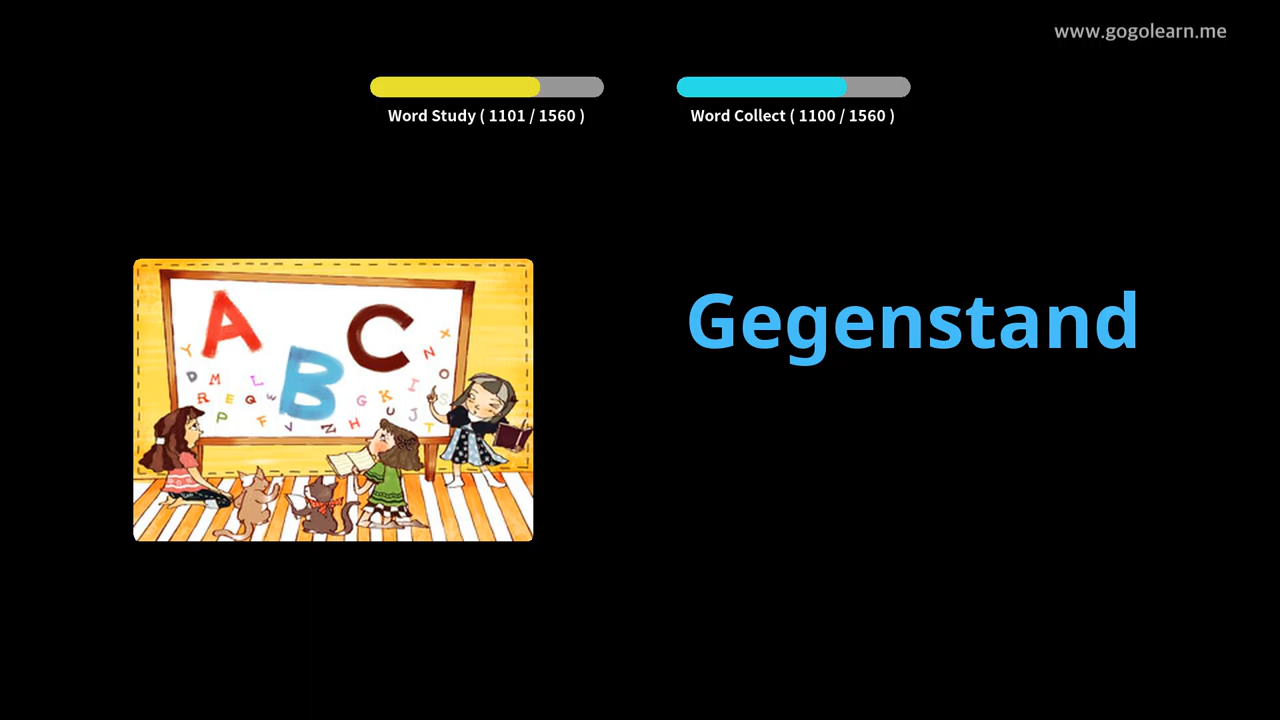 www.gogolearn.me
Word Study ( 1101 / 1560 )
Word Collect ( 1100 / 1560 )
Gegenstand
A
B
C
Y
X
N
D
M
L
O
R
E
Q
W
G
K
I
S
P
F
V
Z
H
U
J
T